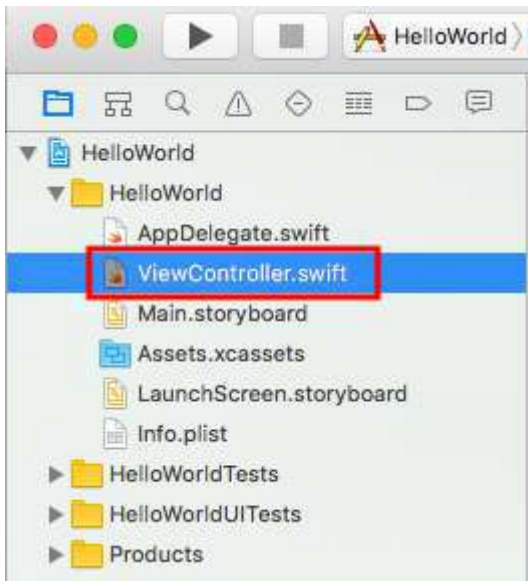 HelloWorld
HelloWorld
HelloWorld
AppDelegate.swift
ViewController.swift
Main.storyboard
Assets.xcassets
LaunchScreen.storyboard
Info.plist
HelloWorldTests
HelloWorldUITests
Products